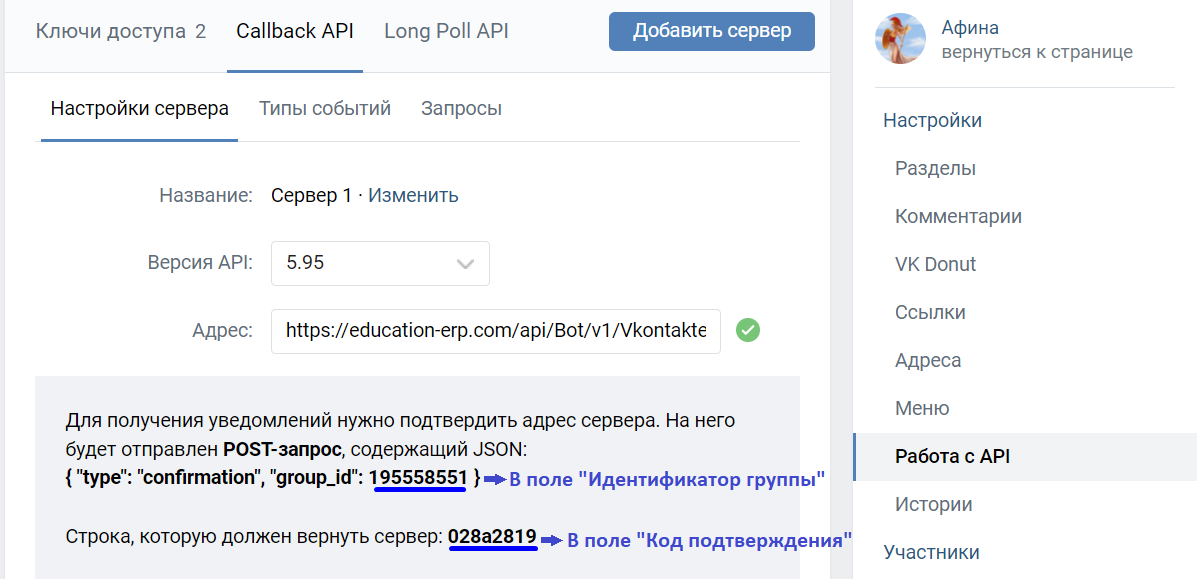 Ключи доступа 2 Callback API Long Poll API Добавить сервер
Настройки сервера Типы событий Запросы
Название: Сервер 1 · Изменить
Версия API: 5.95
Адрес: https://education-erp.com/api/Bot/v1/Vkontakte
Для получения уведомлений нужно подтвердить адрес сервера. На него
будет отправлен POST-запрос, содержащий JSON:
{ "type": "confirmation", "group_id": 195558551 } В поле "Идентификатор группы"
Строка, которую должен вернуть сервер: 028a2819 В поле "Код подтверждения"
Афина
вернуться к странице
Настройки
Разделы
Комментарии
VK Donut
Ссылки
Адреса
Меню
Работа с API
Истории
Участники